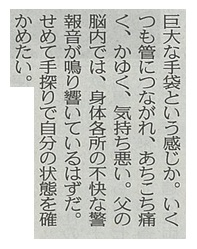 巨大な手袋という感じか。いく
つも管につながれ、あちこち痛
く、かゆく、気持ち悪い。父の
脳内では、身体各所の不快な警
報音が鳴り響いているはずだ。
せめて手探りで自分の状態を確
かめたい。